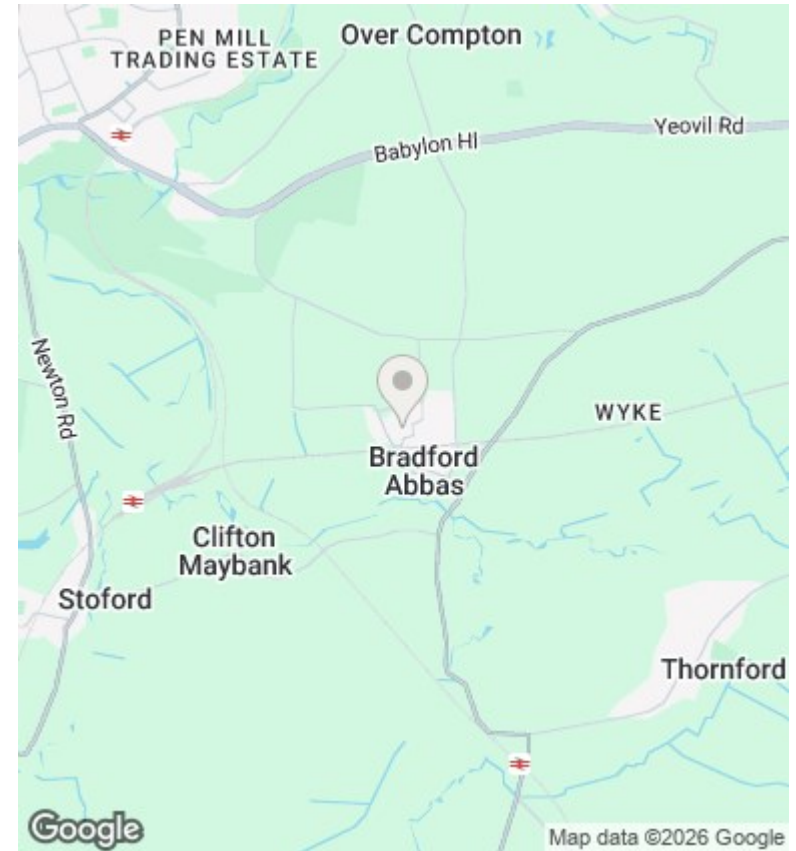 PEN MILL
TRADING ESTATE
Over Compton
Babylon Hl
Yeovil Rd
Newton Rd
WYKE
Bradford
Abbas
Clifton
Maybank
Stoford
Thornford
Google
Map data ©2026 Google